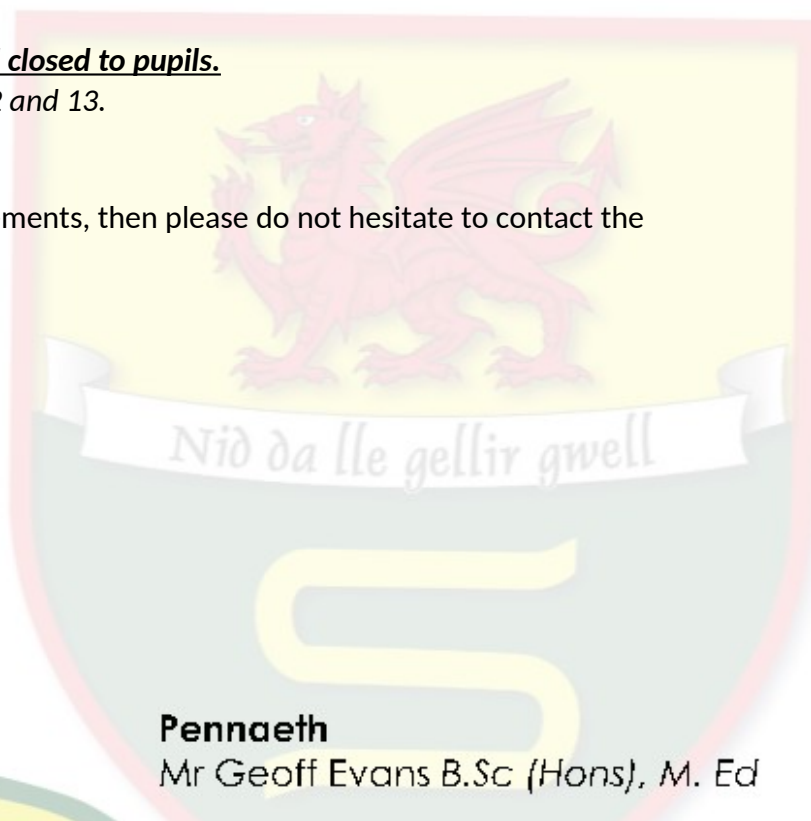 closed to pupils.
and 13.
ments, then please do not hesitate to contact the
Nid da lle gellir gwell
Pennaeth
Mr Geoff Evans B.Sc (Hons), M. Ed